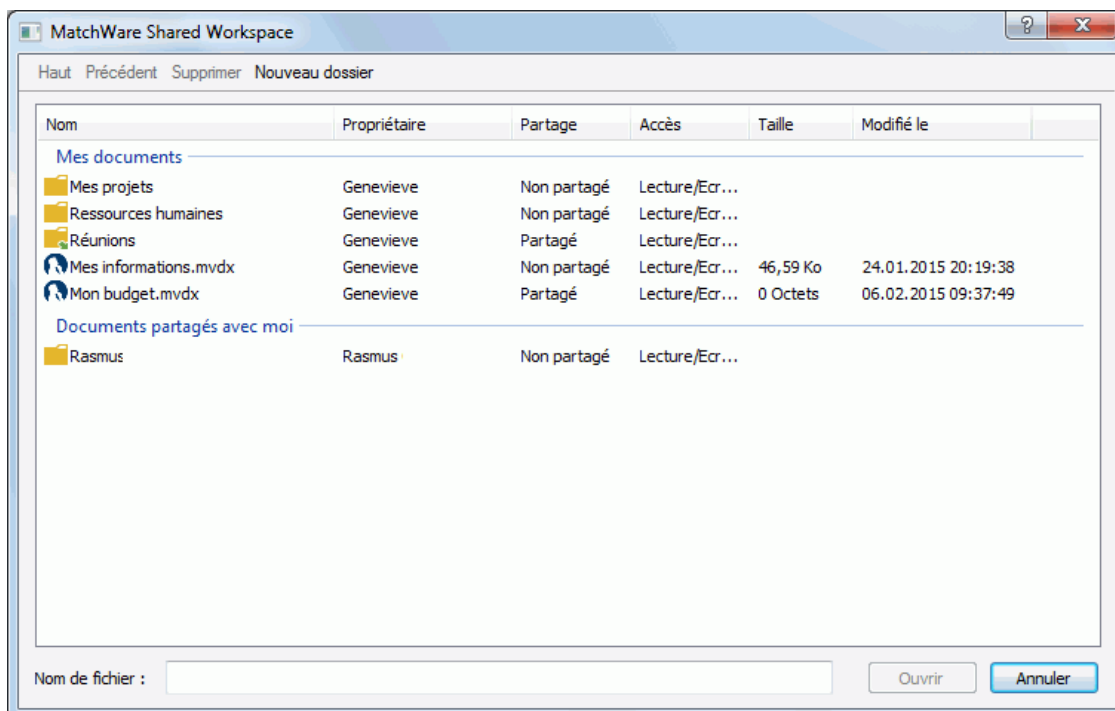 MatchWare Shared Workspace
Haut Précédent Supprimer Nouveau dossier
Nom Propriétaire Partage Accès Taille Modifié le
Mes documents
Mes projets Genevieve Non partagé Lecture/Ecr...
Ressources humaines Genevieve Non partagé Lecture/Ecr...
Réunions Genevieve Partagé Lecture/Ecr...
Mes informations.mvdx Genevieve Non partagé Lecture/Ecr... 46,59 Ko 24.01.2015 20:19:38
Mon budget.mvdx Genevieve Partagé Lecture/Ecr... 0 Octets 06.02.2015 09:37:49
Documents partagés avec moi
Rasmus Rasmus Non partagé Lecture/Ecr...
Nom de fichier : Ouvrir Annuler